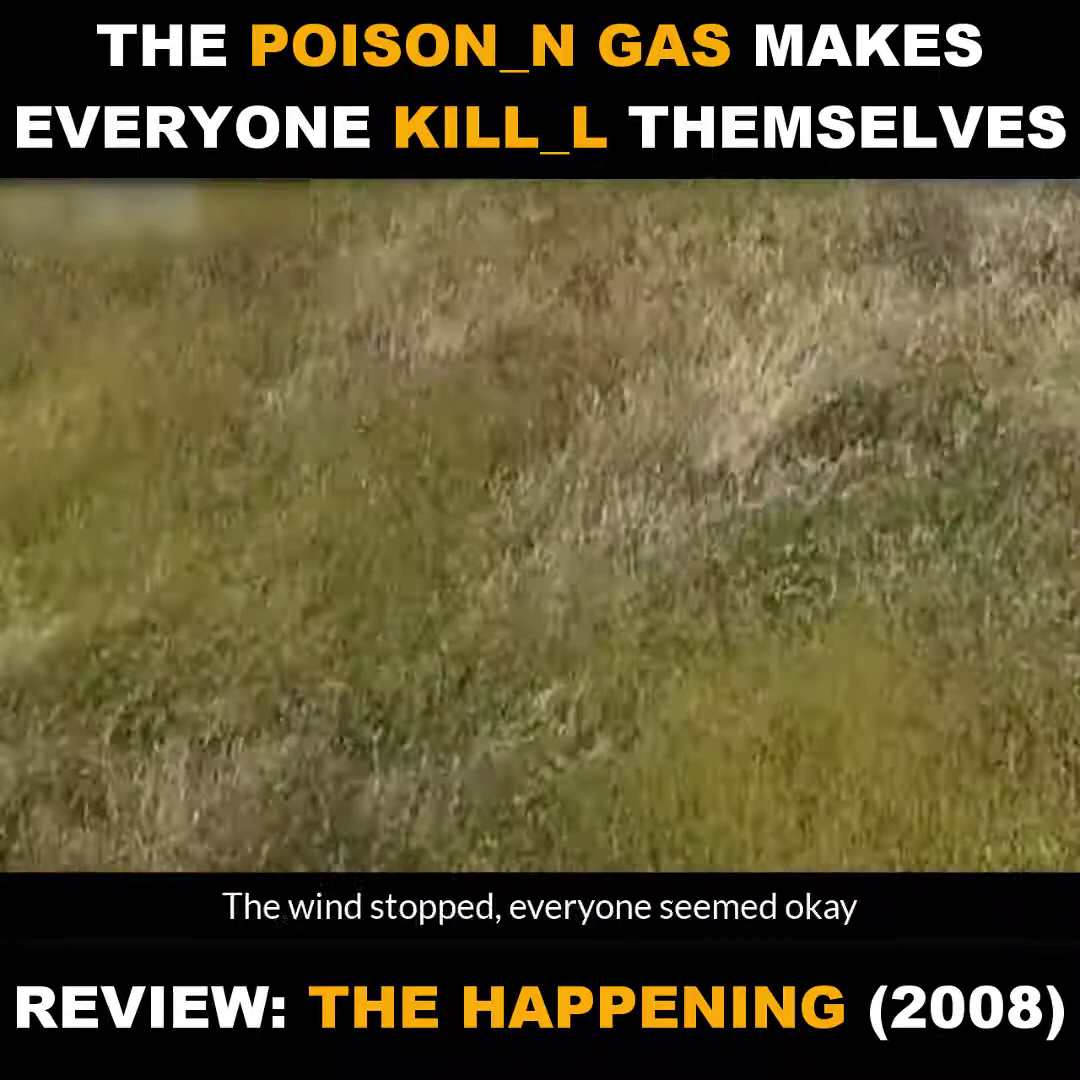 THE POISON_N GAS MAKES
EVERYONE KILL_L THEMSELVES
The wind stopped, everyone seemed okay
REVIEW: THE HAPPENING (2008)